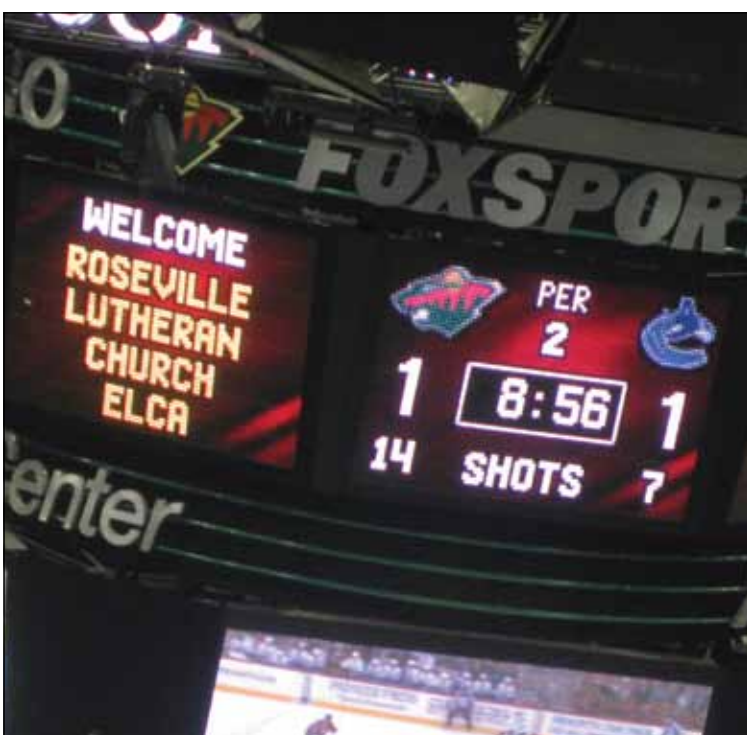 FOXSPOR
WELCOME
ROSEVILLE
LUTHERAN
CHURCH
ELCA
PER
2
1 8:56 1
14 SHOTS 7
enter